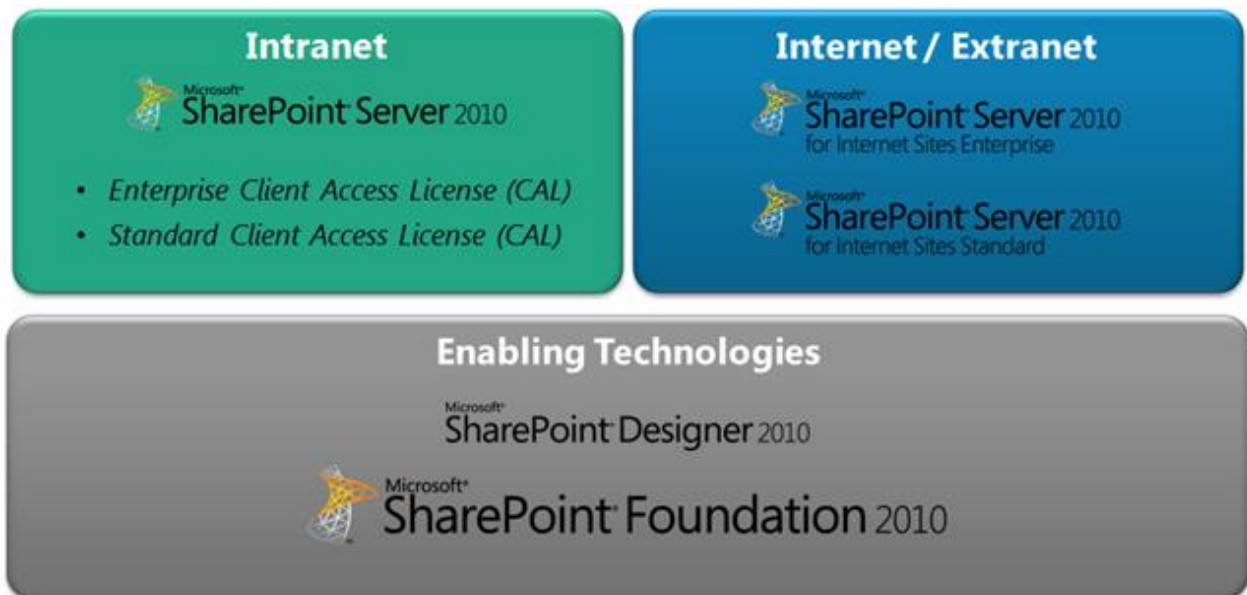 Intranet
Microsoft®
SharePoint® Server 2010
• Enterprise Client Access License (CAL)
• Standard Client Access License (CAL)
Internet / Extranet
Microsoft®
SharePoint® Server 2010
for Internet Sites Enterprise
Microsoft®
SharePoint® Server 2010
for Internet Sites Standard
Enabling Technologies
Microsoft®
SharePoint® Designer 2010
Microsoft®
SharePoint® Foundation 2010